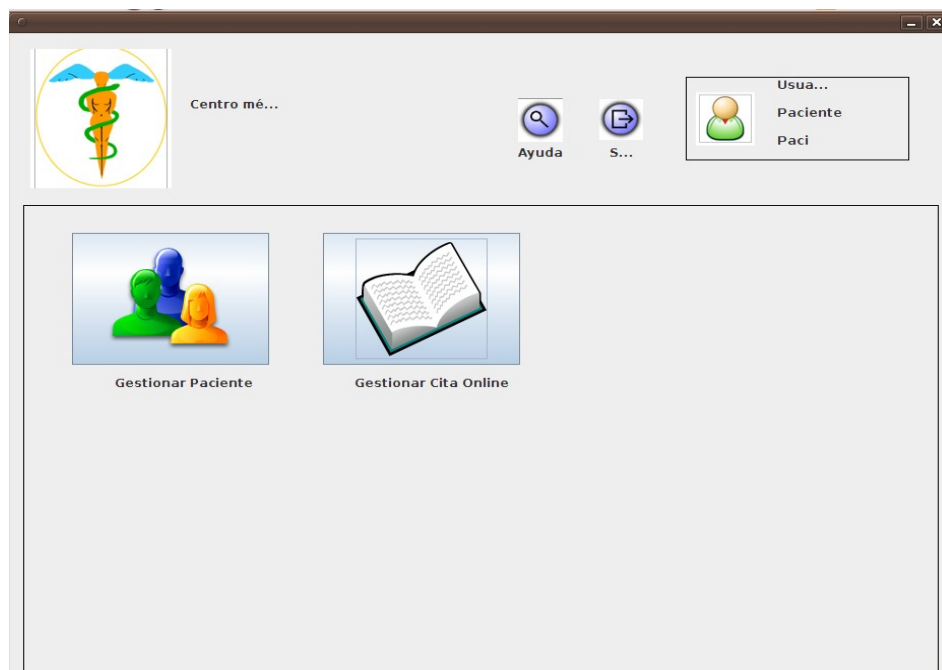 Centro mé...
Ayuda
S...
Usua...
Paciente
Paci
Gestionar Paciente
Gestionar Cita Online